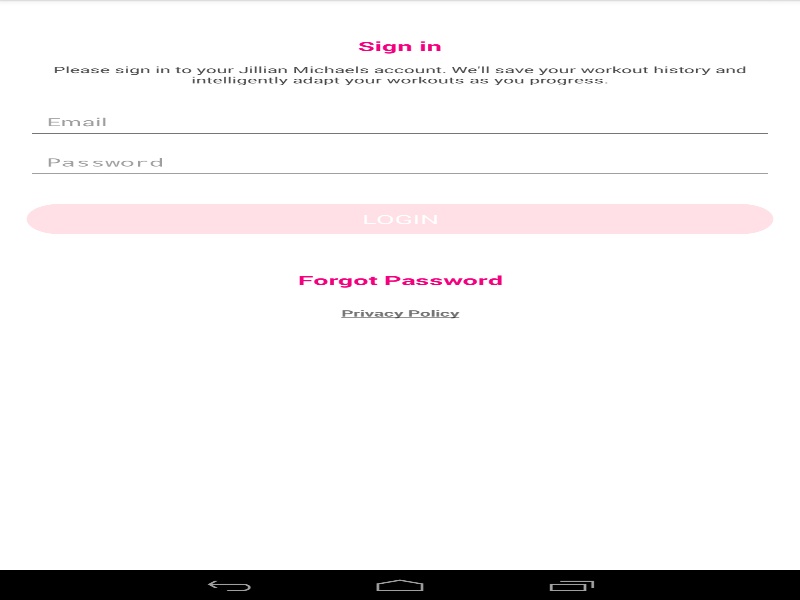 Sign in
Please sign in to your Jillian Michaels account. We'll save your workout history and
intelligently adapt your workouts as you progress.
Email
Password
LOGIN
Forgot Password
Privacy Policy